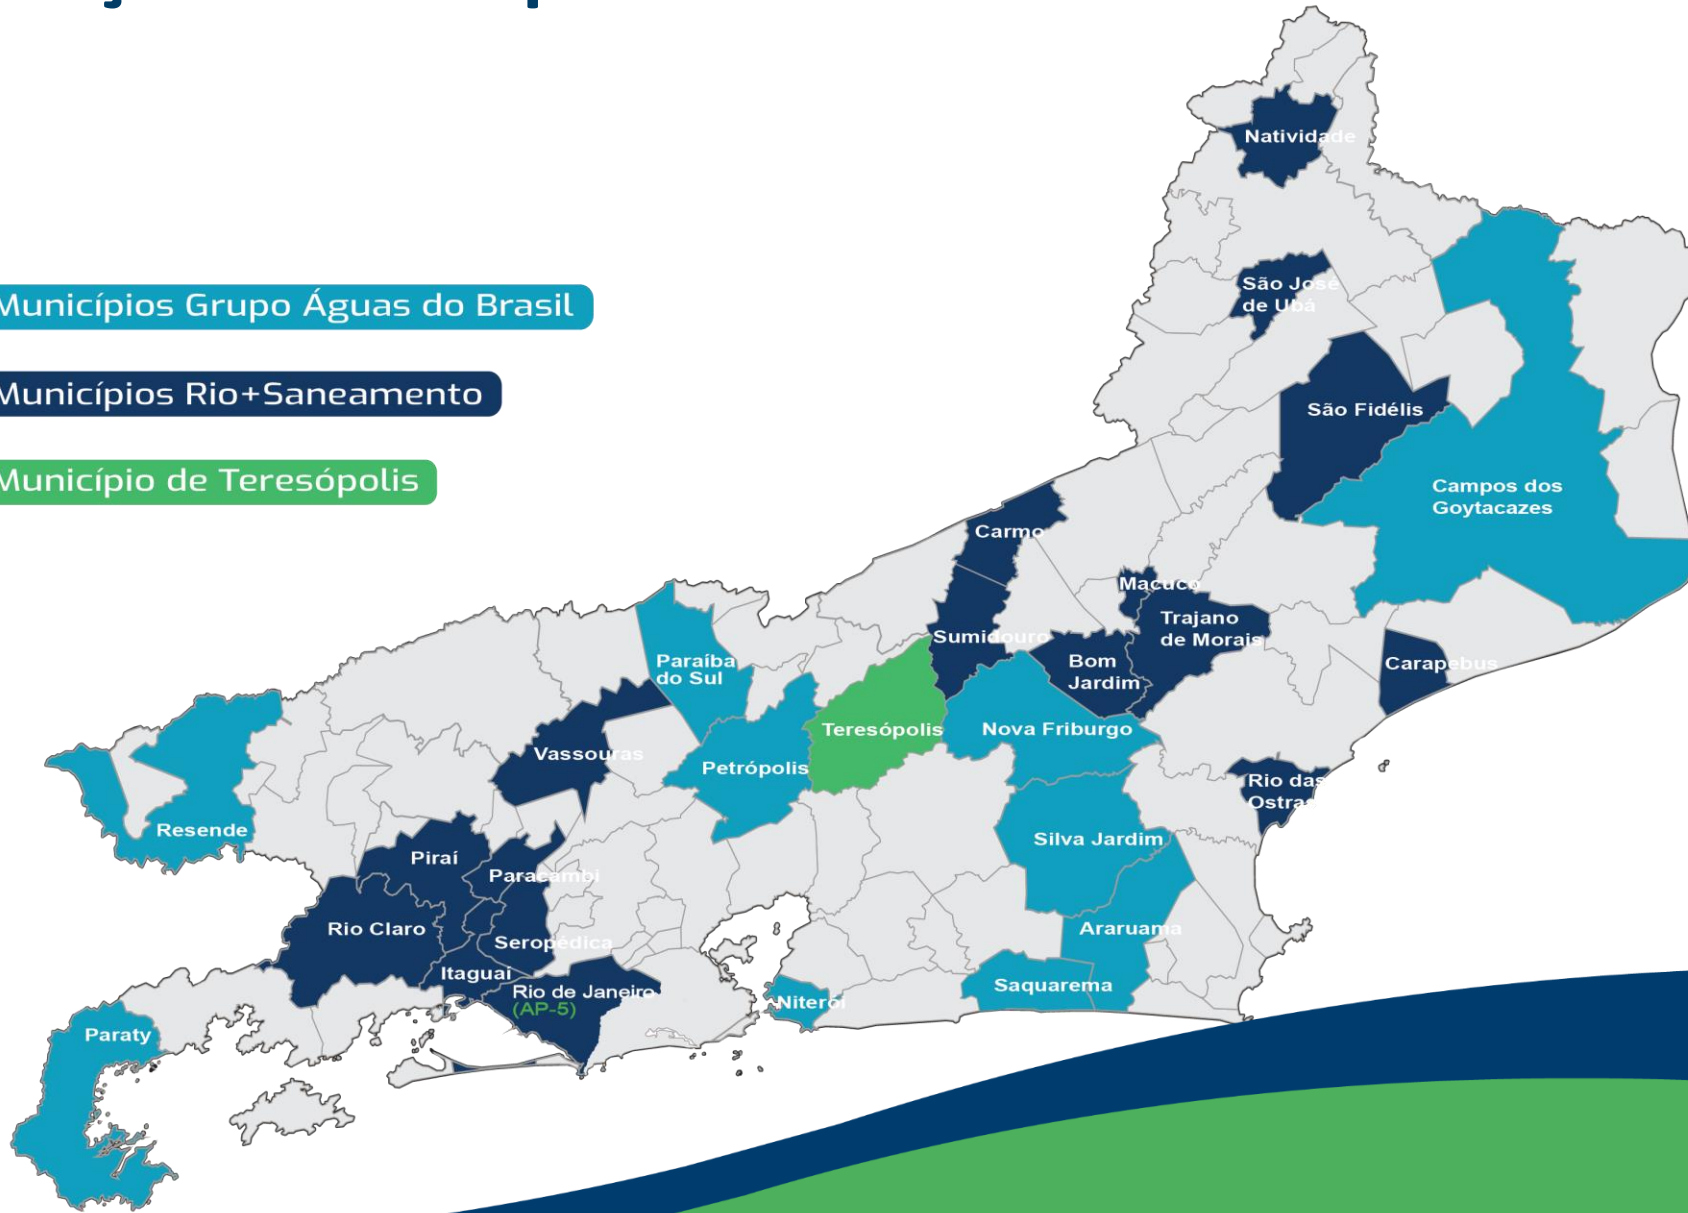 Municípios Grupo Águas do Brasil
Municípios Rio+Saneamento
Município de Teresópolis
Natividade
São José
de Ubá
São Fidélis
Campos dos
Goytacazes
Carmo
Macuco
Trajano
de Morais
Sumidouro
Bom
Jardim
Carapebus
Paraíba
do Sul
Teresópolis
Nova Friburgo
Vassouras
Petrópolis
Rio das
Ostras
Resende
Silva Jardim
Piraí
Paracambi
Rio Claro
Araruama
Seropédica
Itaguaí
Rio de Janeiro
(AP-5)
Saquarema
Niterói
Paraty